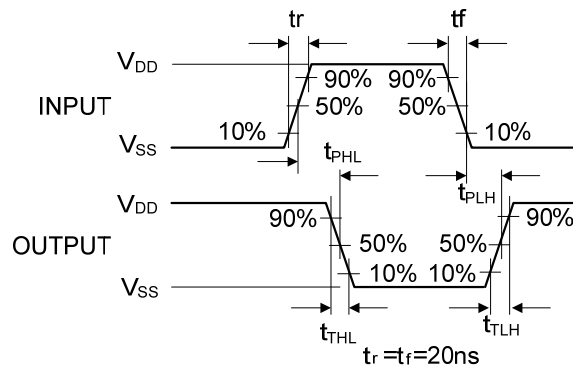 tr tf
VDD
90% 90%
INPUT 50% 50%
10% 10%
VSS
tPHL tPLH
VDD
90% 90%
OUTPUT 50% 50%
10% 10%
VSS
tTHL tTLH
tr=tf=20ns